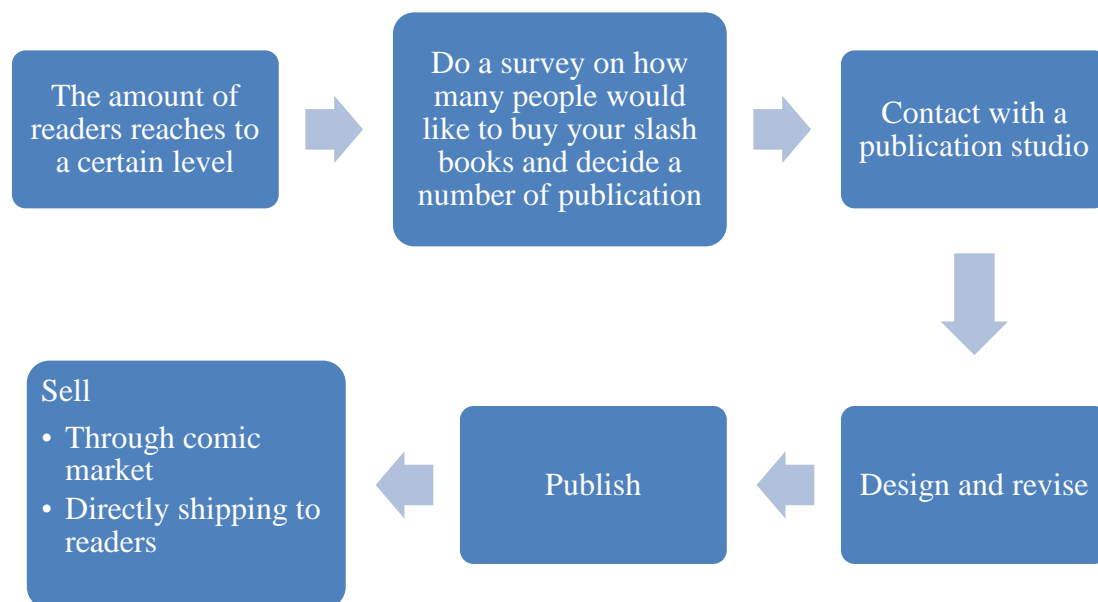 The amount of
readers reaches to
a certain level
Do a survey on how
many people would
like to buy your slash
books and decide a
number of publication
Contact with a
publication studio
Design and revise
Publish
Sell
• Through comic
market
• Directly shipping to
readers